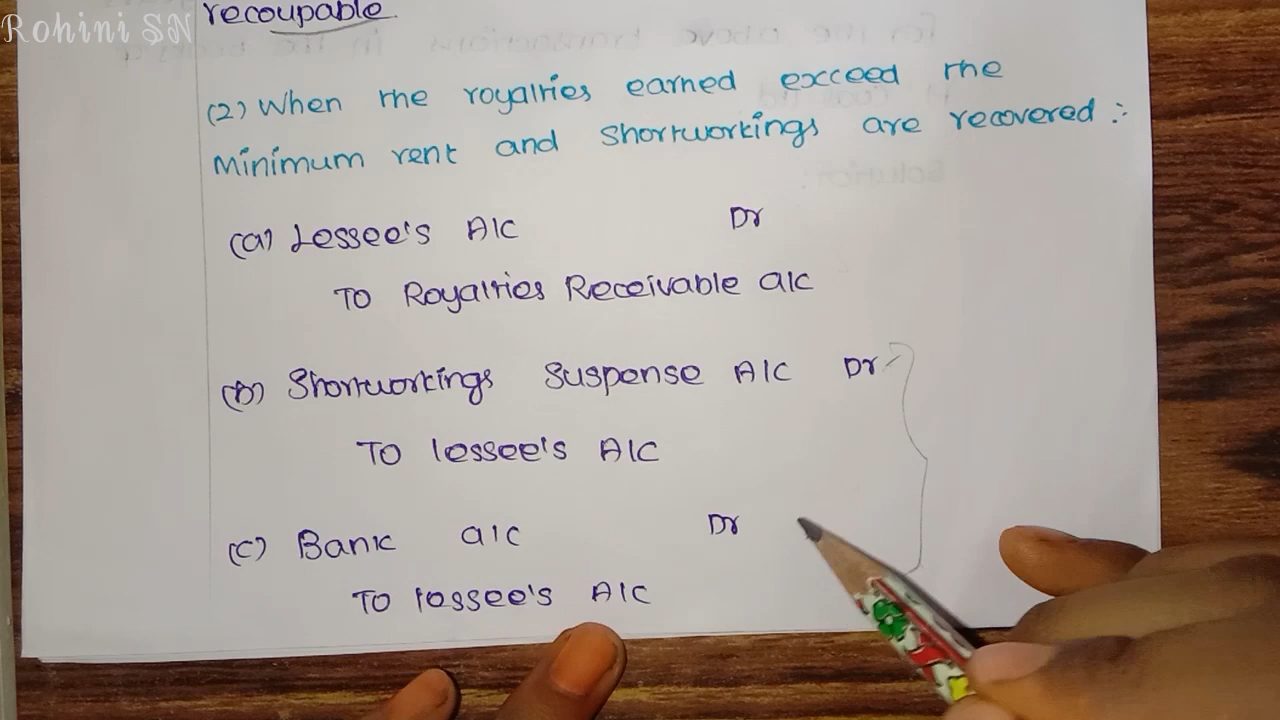 Rohini SN
recoupable.
(2) When the royalties earned exceed the
Minimum rent and Shortworkings are recovered :-
(a) Lessee's A/C Dr
To Royalties Receivable a/c
(b) Shortworkings Suspense A/C Dr
To lessee's A/C
(c) Bank a/c Dr
To lessee's A/C